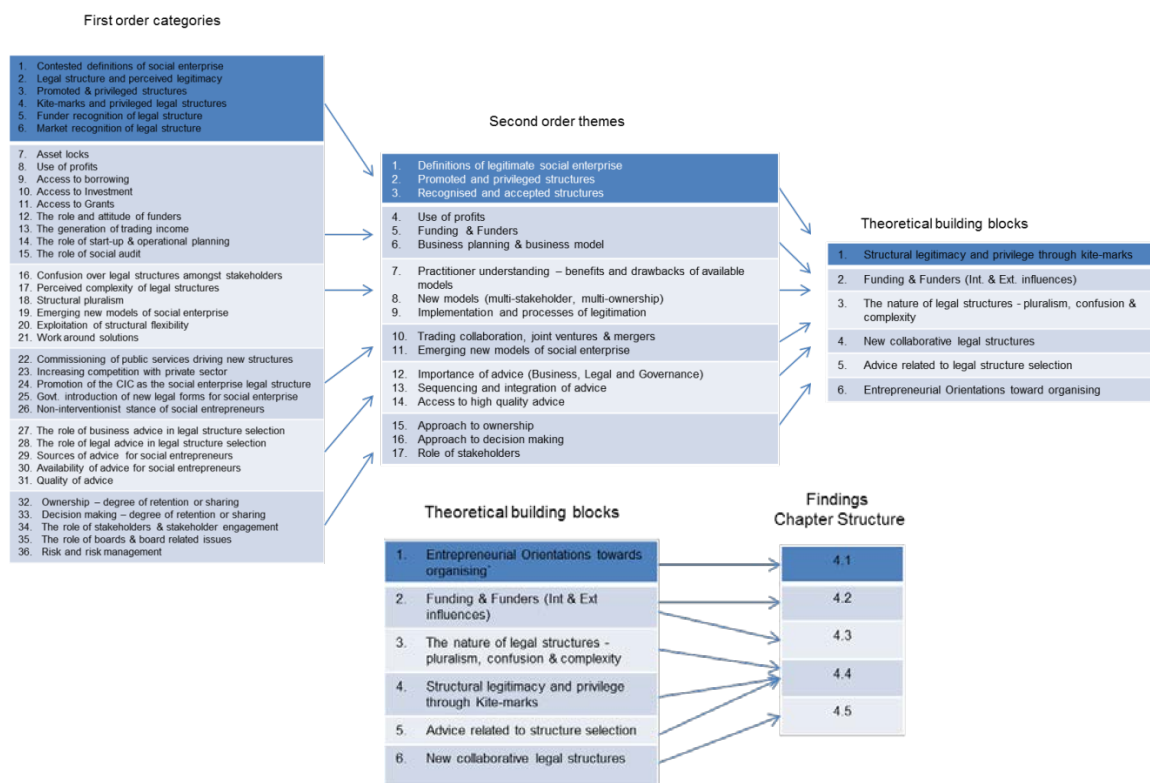 First order categories
1. Contested definitions of social enterprise
2. Legal structure and perceived legitimacy
3. Promoted & privileged structures
4. Kite-marks and privileged legal structures
5. Funder recognition of legal structure
6. Market recognition of legal structure
7. Asset locks
8. Use of profits
9. Access to borrowing
10. Access to Investment
11. Access to Grants
12. The role and attitude of funders
13. The generation of trading income
14. The role of start-up & operational planning
15. The role of social audit
16. Confusion over legal structures amongst stakeholders
17. Perceived complexity of legal structures
18. Structural pluralism
19. Emerging new models of social enterprise
20. Exploitation of structural flexibility
21. Work around solutions
22. Commissioning of public services driving new structures
23. Increasing competition with private sector
24. Promotion of the CIC as the social enterprise legal structure
25. Govt. introduction of new legal forms for social enterprise
26. Non-interventionist stance of social entrepreneurs
27. The role of business advice in legal structure selection
28. The role of legal advice in legal structure selection
29. Sources of advice for social entrepreneurs
30. Availability of advice for social entrepreneurs
31. Quality of advice
32. Ownership – degree of retention or sharing
33. Decision making – degree of retention or sharing
34. The role of stakeholders & stakeholder engagement
35. The role of boards & board related issues
36. Risk and risk management
Second order themes
1. Definitions of legitimate social enterprise
2. Promoted and privileged structures
3. Recognised and accepted structures
4. Use of profits
5. Funding & Funders
6. Business planning & business model
7. Practitioner understanding – benefits and drawbacks of available
models
8. New models (multi-stakeholder, multi-ownership)
9. Implementation and processes of legitimation
10. Trading collaboration, joint ventures & mergers
11. Emerging new models of social enterprise
12. Importance of advice (Business, Legal and Governance)
13. Sequencing and integration of advice
14. Access to high quality advice
15. Approach to ownership
16. Approach to decision making
17. Role of stakeholders
Theoretical building blocks
1. Structural legitimacy and privilege through kite-marks
2. Funding & Funders (Int. & Ext. influences)
3. The nature of legal structures - pluralism, confusion &
complexity
4. New collaborative legal structures
5. Advice related to legal structure selection
6. Entrepreneurial Orientations toward organising
Theoretical building blocks
1. Entrepreneurial Orientations towards
organising`
2. Funding & Funders (Int & Ext
influences)
3. The nature of legal structures -
pluralism, confusion & complexity
4. Structural legitimacy and privilege
through Kite-marks
5. Advice related to structure selection
6. New collaborative legal structures
Findings
Chapter Structure
4.1
4.2
4.3
4.4
4.5